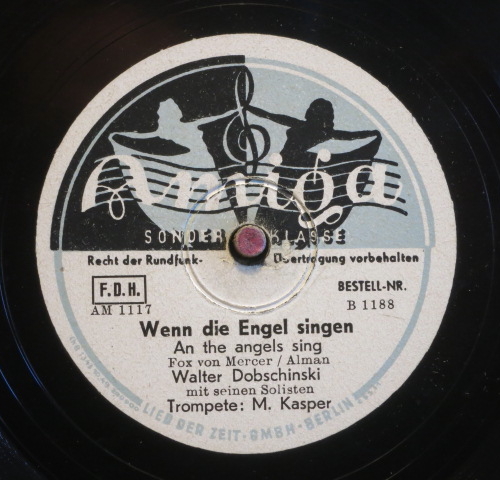 Amiga
SONDER KLASSE
Recht der Rundfunk- Übertragung vorbehalten
F.D.H.
AM 1117
BESTELL-NR.
B 1188
Wenn die Engel singen
An the angels sing
Fox von Mercer / Alman
Walter Dobschinski
mit seinen Solisten
Trompete: M. Kasper
LIED DER ZEIT-GMBH-BERLIN